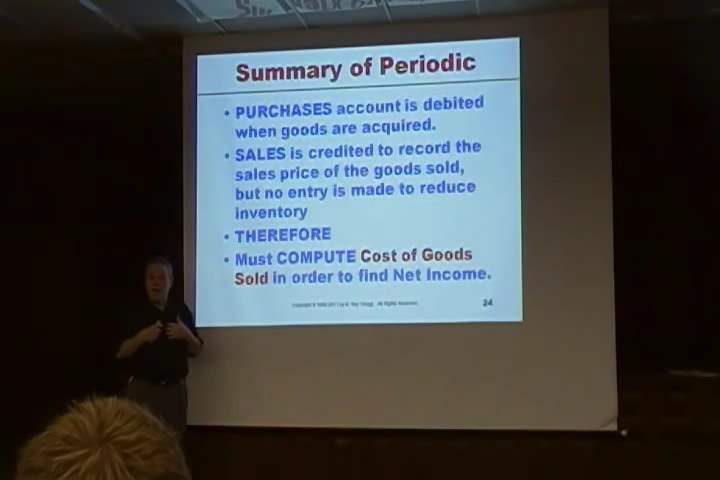 Summary of Periodic
• PURCHASES account is debited
when goods are acquired.
• SALES is credited to record the
sales price of the goods sold,
but no entry is made to reduce
inventory
• THEREFORE
• Must COMPUTE Cost of Goods
Sold in order to find Net Income.
24